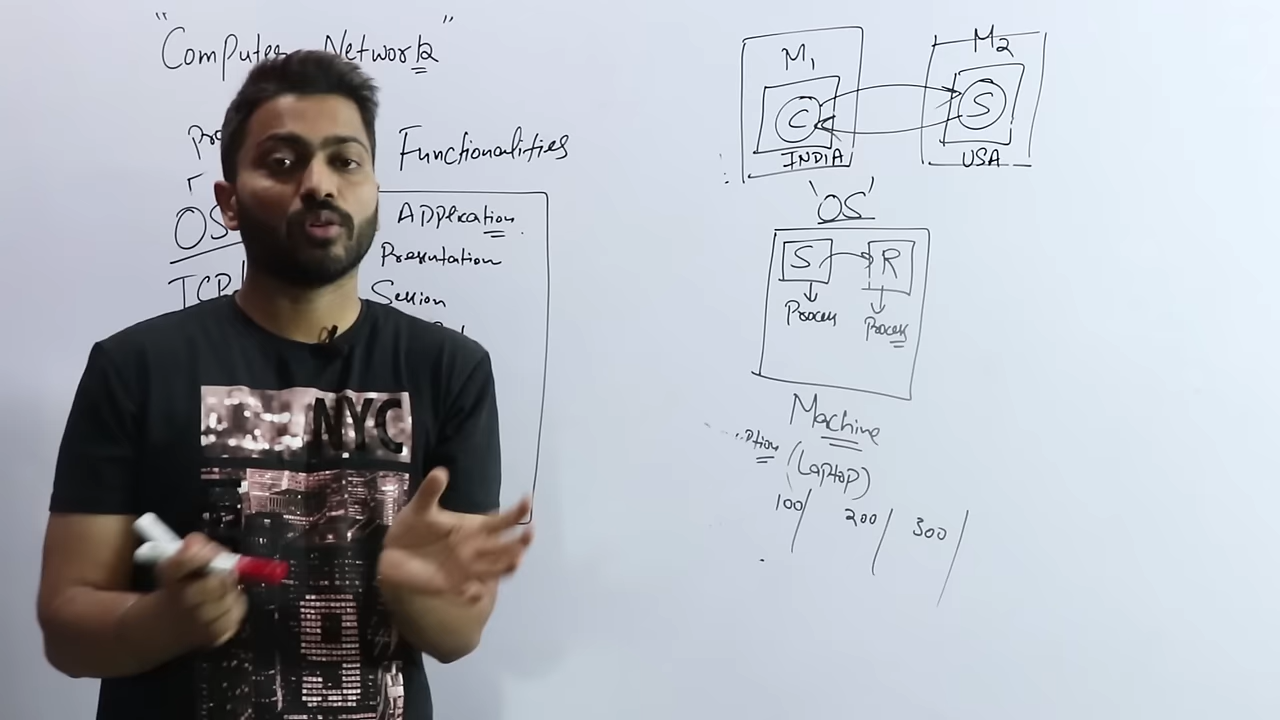 "Computer Network"
Functionalities
OS
Application
Presentation
TCP
Session
NYC
M1
M2
C
S
INDIA
USA
'OS'
S
R
Process
Process
Machine
(Laptop)
100/ 200/ 300/